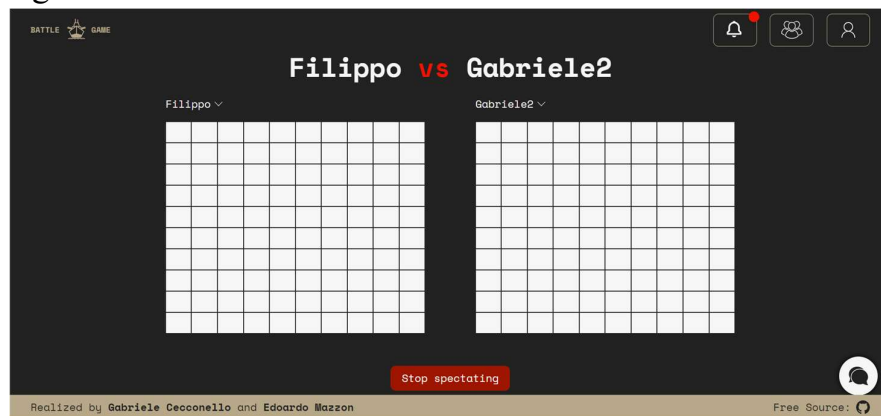 BATTLE GAME
Filippo vs Gabriele2
Filippo
Gabriele2
Stop spectating
Realized by Gabriele Cecconello and Edoardo Mazzon
Free Source: